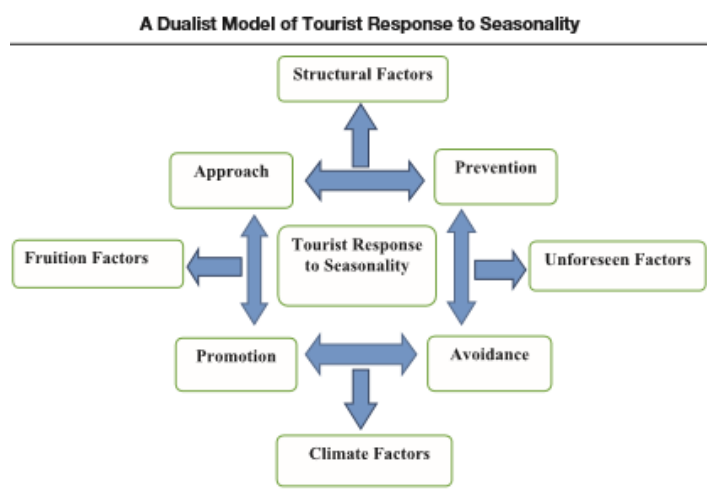 A Dualist Model of Tourist Response to Seasonality
Structural Factors
Approach
Prevention
Fruition Factors
Tourist Response
to Seasonality
Unforeseen Factors
Promotion
Avoidance
Climate Factors